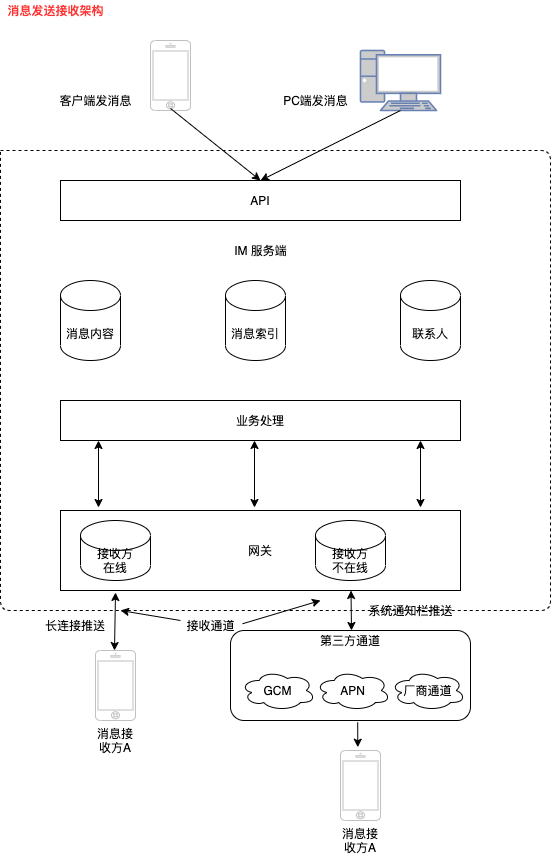 消息发送接收架构
客户端发消息
PC端发消息
API
IM 服务端
消息内容
消息索引
联系人
业务处理
接收方
在线
网关
接收方
不在线
长连接推送
接收通道
系统通知栏推送
第三方通道
GCM
APN
厂商通道
消息接
收方A
消息接
收方A